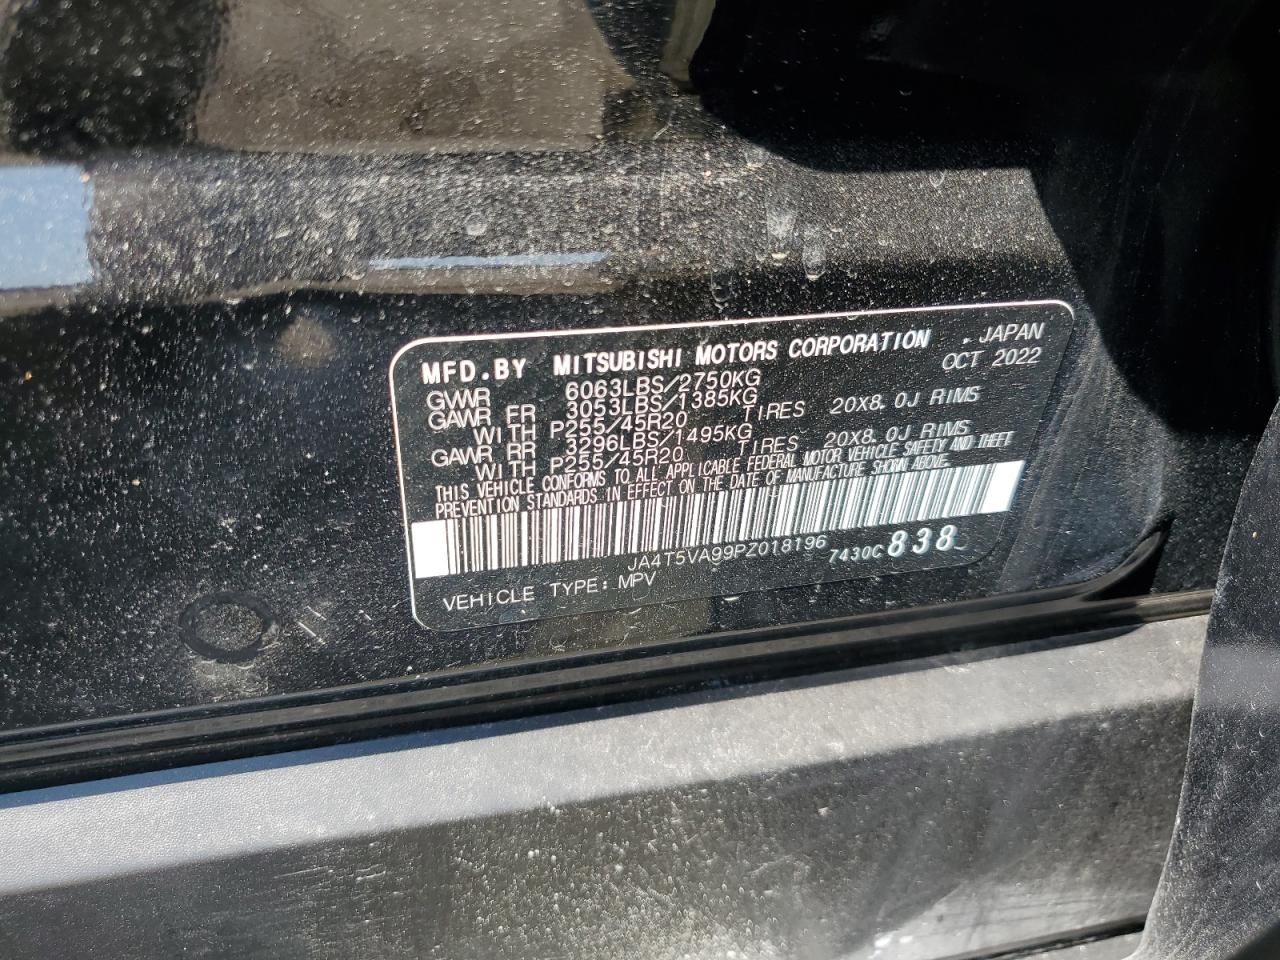 MFD.BY MITSUBISHI MOTORS CORPORATION . JAPAN
OCT 2022
GVWR 6063LBS/2750KG
GAWR FR 3053LBS/1385KG
WITH P255/45R20 TIRES 20X8.0J RIMS
GAWR RR 3296LBS/1495KG
WITH P255/45R20 TIRES 20X8.0J RIMS
THIS VEHICLE CONFORMS TO ALL APPLICABLE FEDERAL MOTOR VEHICLE SAFETY AND THEFT
PREVENTION STANDARDS IN EFFECT ON THE DATE OF MANUFACTURE SHOWN ABOVE.
JA4T5VA99PZ018196 7430C 838
VEHICLE TYPE: MPV